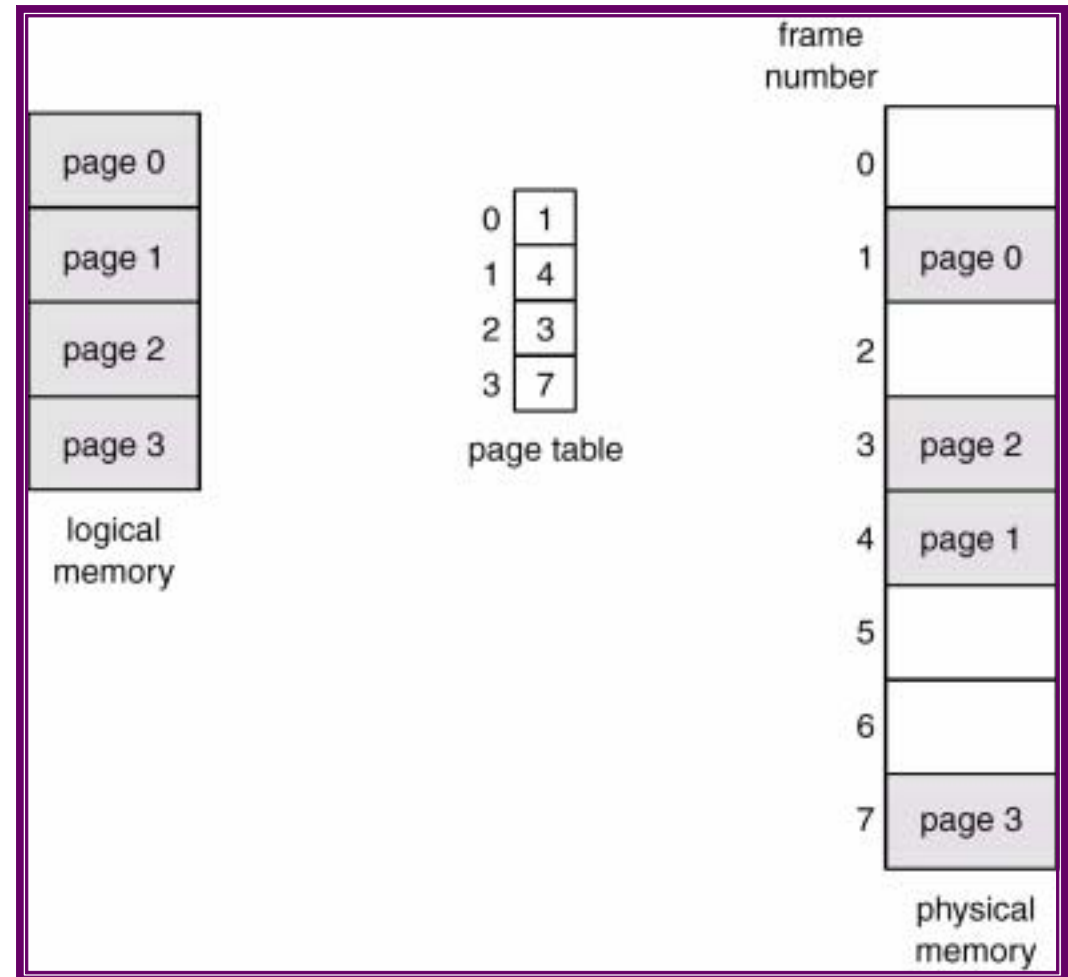 frame
number
page 0
page 1
page 2
page 3
logical
memory
0 1
1 4
2 3
3 7
page table
0
1 page 0
2
3 page 2
4 page 1
5
6
7 page 3
physical
memory